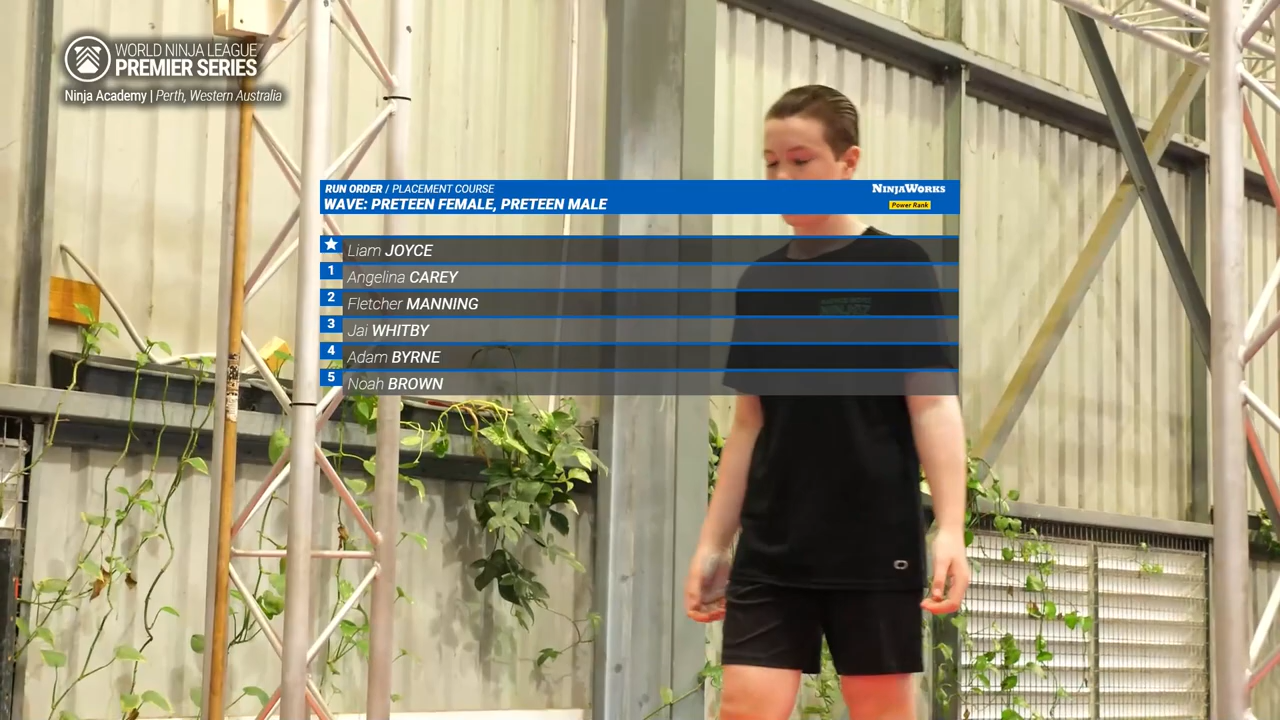 WORLD NINJA LEAGUE
PREMIER SERIES
Ninja Academy | Perth, Western Australia
RUN ORDER / PLACEMENT COURSE
WAVE: PRETEEN FEMALE, PRETEEN MALE
NINJAWORKS
Power Rank
★ Liam JOYCE
1 Angelina CAREY
2 Fletcher MANNING
3 Jai WHITBY
4 Adam BYRNE
5 Noah BROWN